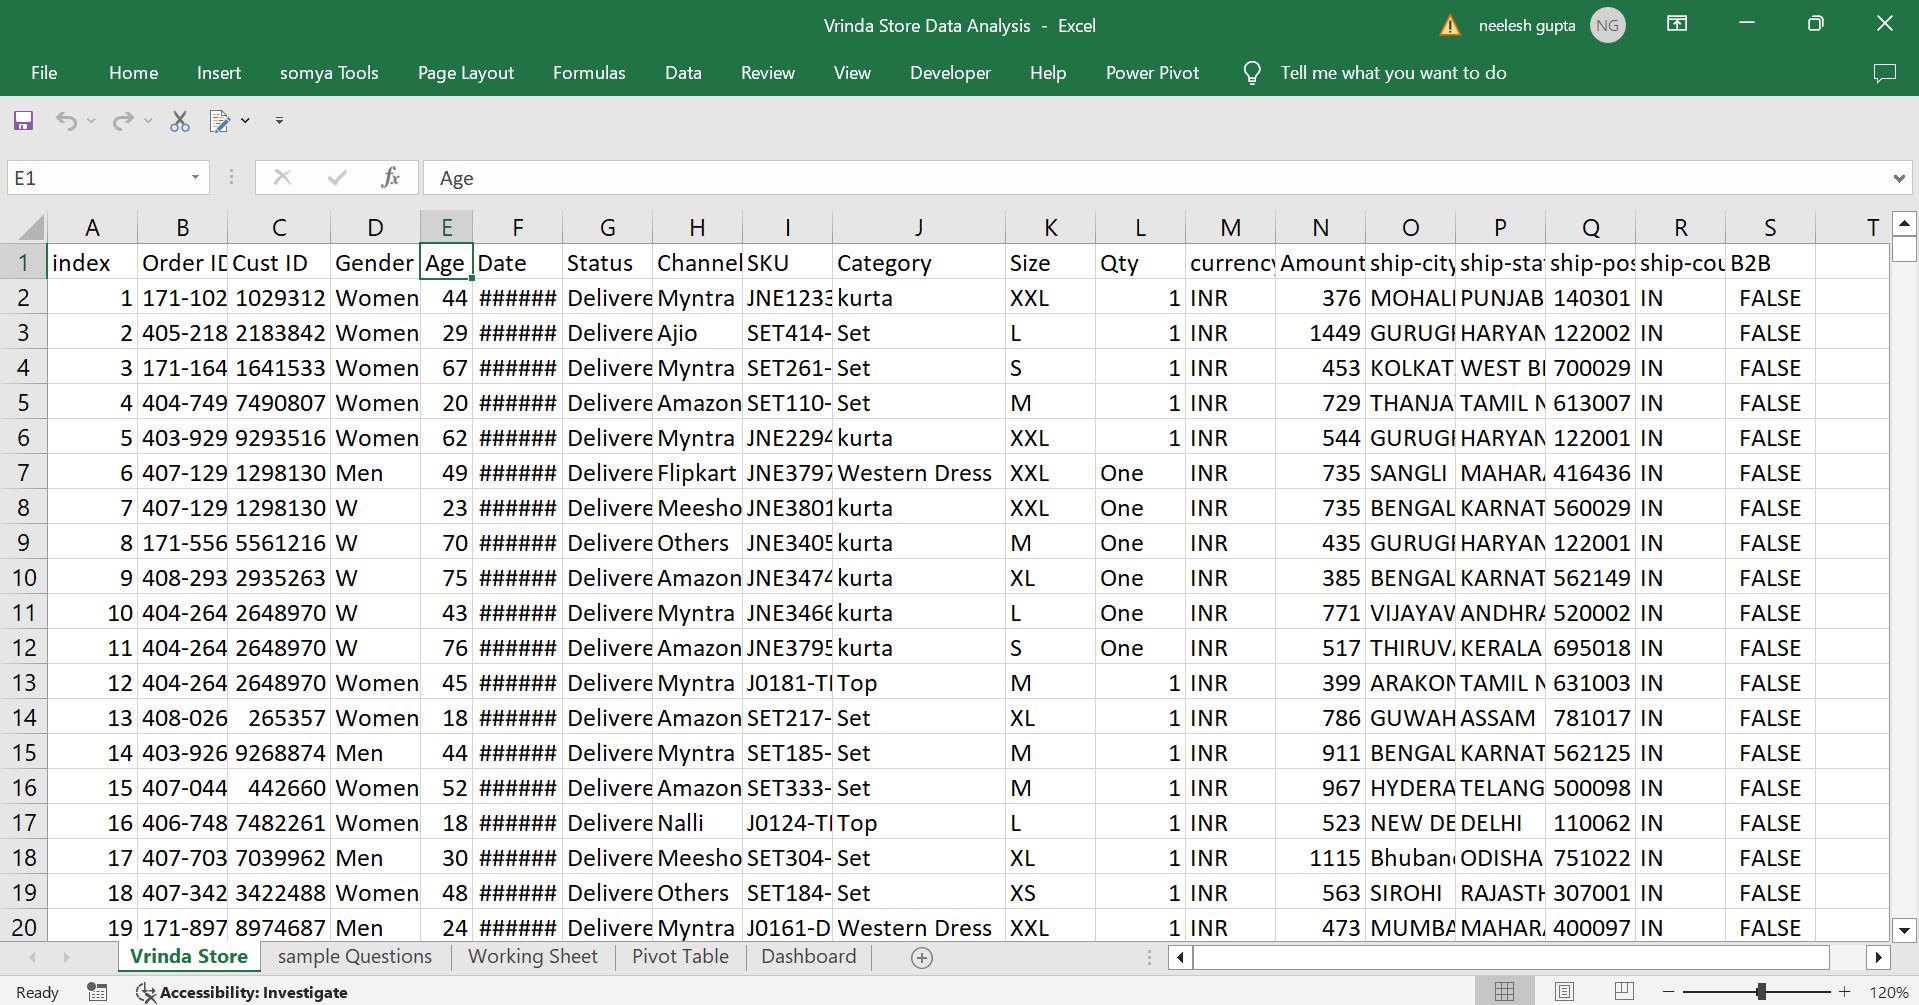 Vrinda Store Data Analysis - Excel neelesh gupta NG
File Home Insert somya Tools Page Layout Formulas Data Review View Developer Help Power Pivot Tell me what you want to do
E1 fx Age
A B C D E F G H I J K L M N O P Q R S T
1 index Order ID Cust ID Gender Age Date Status Channel SKU Category Size Qty currency Amount ship-city ship-sta ship-pos ship-cou B2B
2 1 171-102 1029312 Women 44 ###### Delivere Myntra JNE1233 kurta XXL 1 INR 376 MOHALI PUNJAB 140301 IN FALSE
3 2 405-218 2183842 Women 29 ###### Delivere Ajio SET414- Set L 1 INR 1449 GURUGR HARYAN 122002 IN FALSE
4 3 171-164 1641533 Women 67 ###### Delivere Myntra SET261- Set S 1 INR 453 KOLKAT WEST BE 700029 IN FALSE
5 4 404-749 7490807 Women 20 ###### Delivere Amazon SET110- Set M 1 INR 729 THANJA TAMIL N 613007 IN FALSE
6 5 403-929 9293516 Women 62 ###### Delivere Myntra JNE2294 kurta XXL 1 INR 544 GURUGR HARYAN 122001 IN FALSE
7 6 407-129 1298130 Men 49 ###### Delivere Flipkart JNE3797 Western Dress XXL One INR 735 SANGLI MAHAR 416436 IN FALSE
8 7 407-129 1298130 W 23 ###### Delivere Meesho JNE3801 kurta XXL One INR 735 BENGAL KARNAT 560029 IN FALSE
9 8 171-556 5561216 W 70 ###### Delivere Others JNE3405 kurta M One INR 435 GURUGR HARYAN 122001 IN FALSE
10 9 408-293 2935263 W 75 ###### Delivere Amazon JNE3474 kurta XL One INR 385 BENGAL KARNAT 562149 IN FALSE
11 10 404-264 2648970 W 43 ###### Delivere Myntra JNE3466 kurta L One INR 771 VIJAYAW ANDHRA 520002 IN FALSE
12 11 404-264 2648970 W 76 ###### Delivere Amazon JNE3795 kurta S One INR 517 THIRUV KERALA 695018 IN FALSE
13 12 404-264 2648970 Women 45 ###### Delivere Myntra J0181-TI Top M 1 INR 399 ARAKON TAMIL N 631003 IN FALSE
14 13 408-026 265357 Women 18 ###### Delivere Amazon SET217- Set XL 1 INR 786 GUWAH ASSAM 781017 IN FALSE
15 14 403-926 9268874 Men 44 ###### Delivere Myntra SET185- Set M 1 INR 911 BENGAL KARNAT 562125 IN FALSE
16 15 407-044 442660 Women 52 ###### Delivere Amazon SET333- Set M 1 INR 967 HYDERA TELANG 500098 IN FALSE
17 16 406-748 7482261 Women 18 ###### Delivere Nalli J0124-TI Top L 1 INR 523 NEW DE DELHI 110062 IN FALSE
18 17 407-703 7039962 Men 30 ###### Delivere Meesho SET304- Set XL 1 INR 1115 Bhuban ODISHA 751022 IN FALSE
19 18 407-342 3422488 Women 48 ###### Delivere Others SET184- Set XS 1 INR 563 SIROHI RAJASTH 307001 IN FALSE
20 19 171-897 8974687 Men 24 ###### Delivere Myntra J0161-D Western Dress XXL 1 INR 473 MUMBA MAHAR 400097 IN FALSE
Vrinda Store sample Questions Working Sheet Pivot Table Dashboard
Ready Accessibility: Investigate 120%